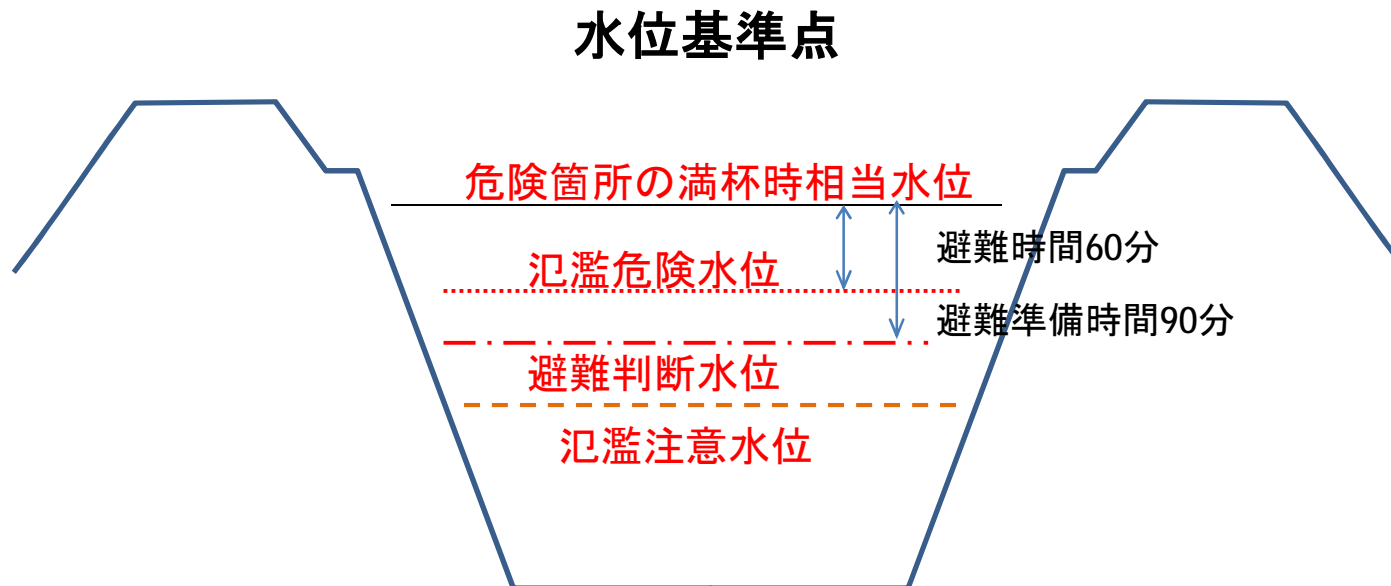 水位基準点
危険箇所の満杯時相当水位
避難時間60分
氾濫危険水位
避難準備時間90分
避難判断水位
氾濫注意水位